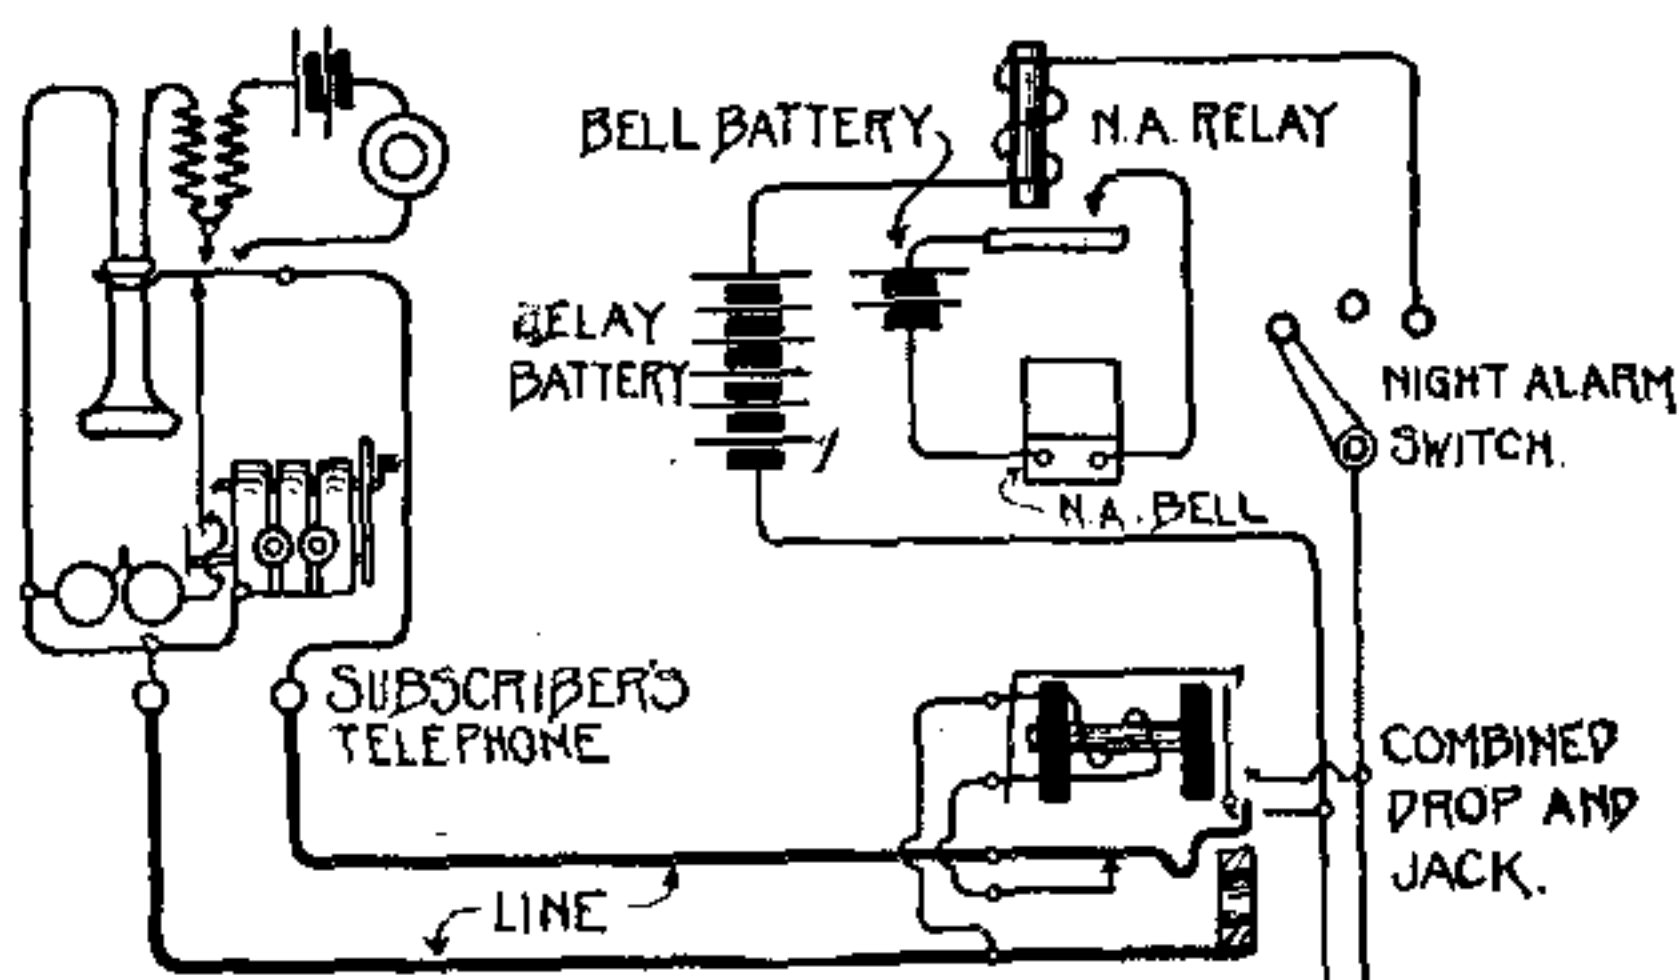 BELL BATTERY
N.A. RELAY
RELAY
BATTERY
NIGHT ALARM
SWITCH.
N.A. BELL
SUBSCRIBER'S
TELEPHONE
COMBINED
DROP AND
JACK.
LINE